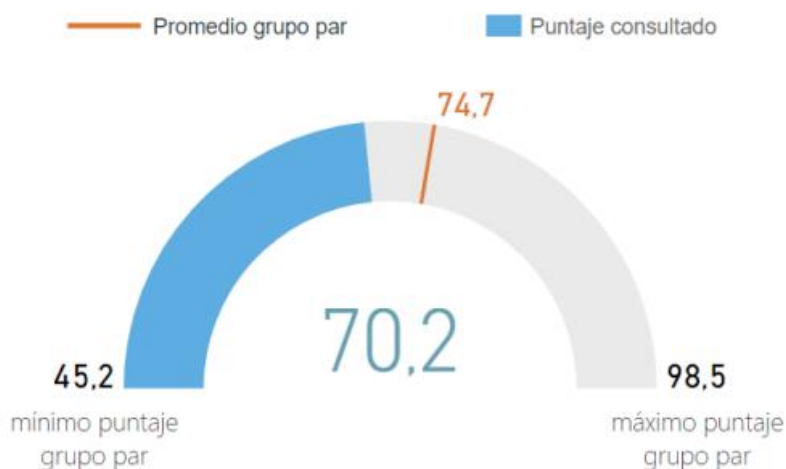 Promedio grupo par
Puntaje consultado
74,7
70,2
45,2
mínimo puntaje
grupo par
98,5
máximo puntaje
grupo par